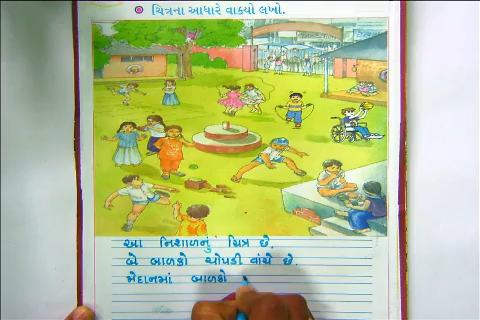 ચિત્રના આધારે વાક્યો લખો.
આ નિશાળનું ચિત્ર છે.
બે બાળકો ચોપડી વાંચે છે.
મેદાનમાં બાળકો